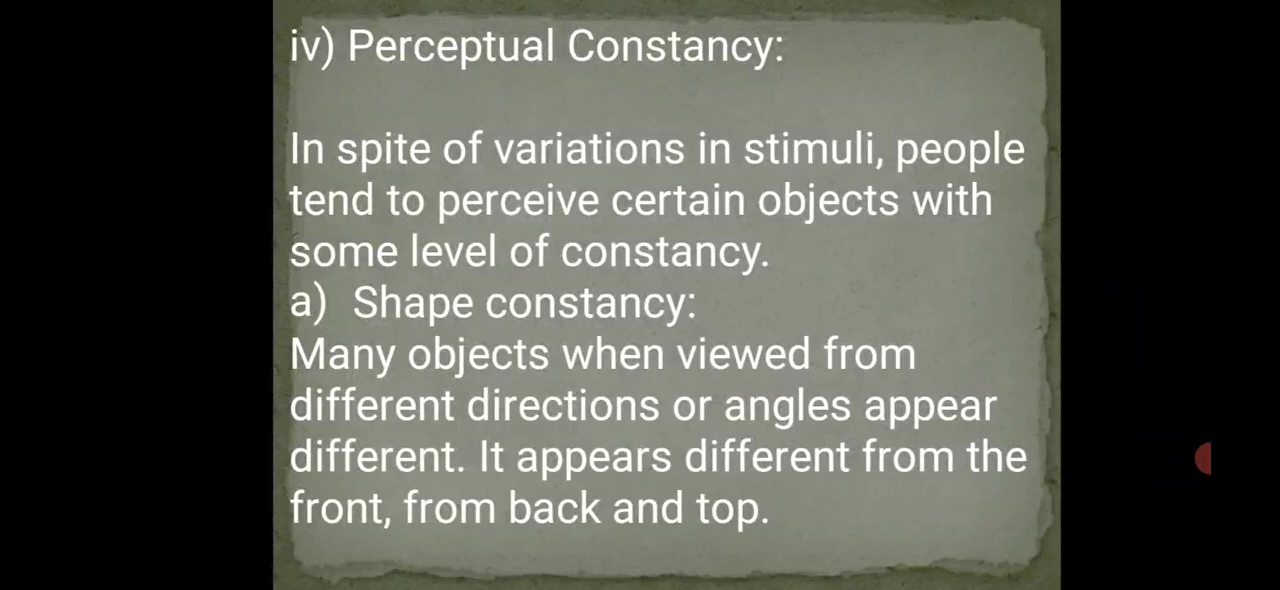 iv) Perceptual Constancy:
In spite of variations in stimuli, people
tend to perceive certain objects with
some level of constancy.
a) Shape constancy:
Many objects when viewed from
different directions or angles appear
different. It appears different from the
front, from back and top.